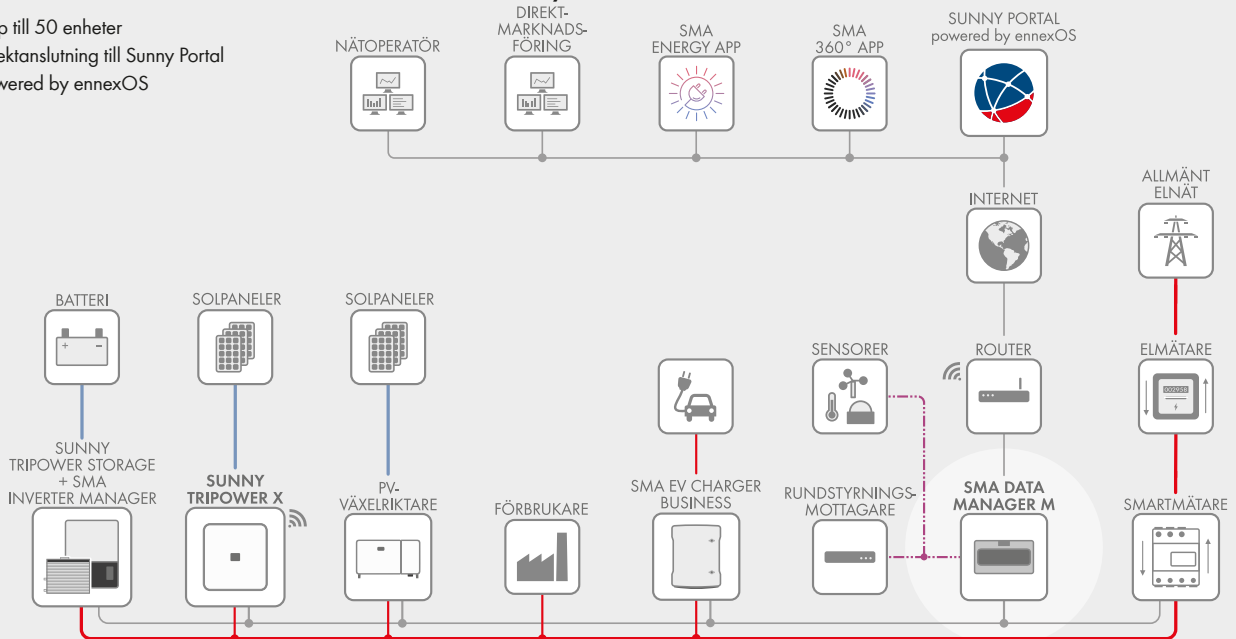 till 50 enheter
till Sunny Portal
by ennexOS
DIREKT-
MARKNADS-
FÖRING
NÄTOPERATÖR
SMA
ENERGY APP
SMA
360° APP
SUNNY PORTAL
powered by ennexOS
INTERNET
ALLMÄNT
ELNÄT
BATTERI
SOLPANELER
SOLPANELER
SENSORER
ROUTER
ELMÄTARE
002938
SUNNY
TRIPOWER STORAGE
+ SMA
INVERTER MANAGER
SUNNY
TRIPOWER X
PV-
VÄXELRIKTARE
FÖRBRUKARE
SMA EV CHARGER
BUSINESS
RUNDSTYRNINGS-
MOTTAGARE
SMA DATA
MANAGER M
SMARTMÄTARE